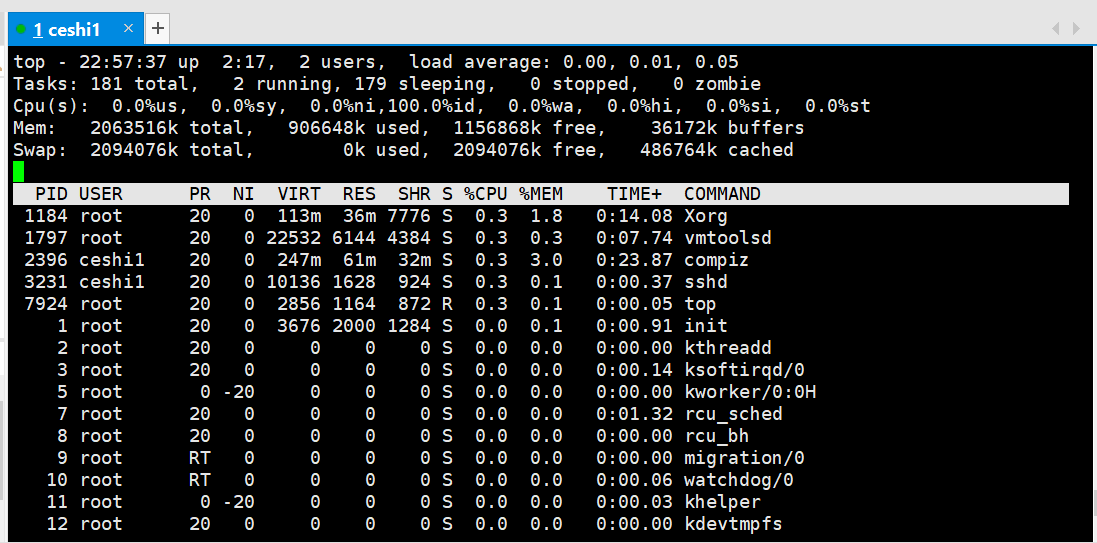 1 ceshi1 × +
top - 22:57:37 up  2:17,  2 users,  load average: 0.00, 0.01, 0.05
Tasks: 181 total,   2 running, 179 sleeping,   0 stopped,   0 zombie
Cpu(s):  0.0%us,  0.0%sy,  0.0%ni,100.0%id,  0.0%wa,  0.0%hi,  0.0%si,  0.0%st
Mem:   2063516k total,   906648k used,  1156868k free,    36172k buffers
Swap:  2094076k total,        0k used,  2094076k free,   486764k cached
  PID USER      PR  NI  VIRT  RES  SHR S %CPU %MEM    TIME+  COMMAND
 1184 root      20   0  113m  36m 7776 S  0.3  1.8   0:14.08 Xorg
 1797 root      20   0 22532 6144 4384 S  0.3  0.3   0:07.74 vmtoolsd
 2396 ceshi1    20   0  247m  61m  32m S  0.3  3.0   0:23.87 compiz
 3231 ceshi1    20   0 10136 1628  924 S  0.3  0.1   0:00.37 sshd
 7924 root      20   0  2856 1164  872 R  0.3  0.1   0:00.05 top
    1 root      20   0  3676 2000 1284 S  0.0  0.1   0:00.91 init
    2 root      20   0     0    0    0 S  0.0  0.0   0:00.00 kthreadd
    3 root      20   0     0    0    0 S  0.0  0.0   0:00.14 ksoftirqd/0
    5 root       0 -20     0    0    0 S  0.0  0.0   0:00.00 kworker/0:0H
    7 root      20   0     0    0    0 S  0.0  0.0   0:01.32 rcu_sched
    8 root      20   0     0    0    0 S  0.0  0.0   0:00.00 rcu_bh
    9 root      RT   0     0    0    0 S  0.0  0.0   0:00.00 migration/0
   10 root      RT   0     0    0    0 S  0.0  0.0   0:00.06 watchdog/0
   11 root       0 -20     0    0    0 S  0.0  0.0   0:00.03 khelper
   12 root      20   0     0    0    0 S  0.0  0.0   0:00.00 kdevtmpfs